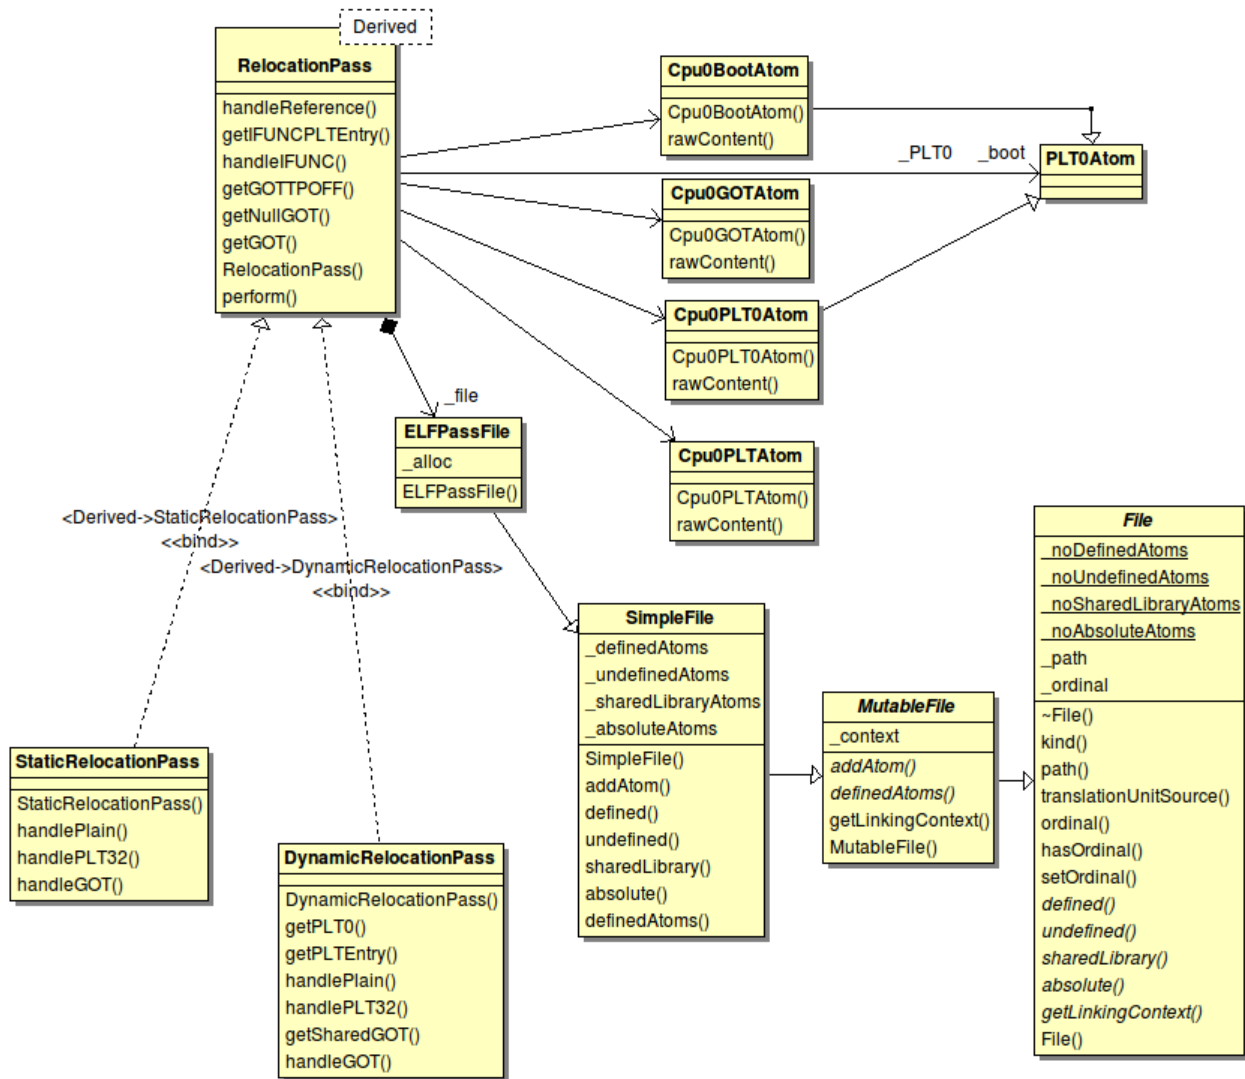 Derived
RelocationPass
handleReference()
getIFUNCPLTEntry()
handleIFUNC()
getGOTTPOFF()
getNullGOT()
getGOT()
RelocationPass()
perform()
Cpu0BootAtom
Cpu0BootAtom()
rawContent()
_PLT0 _boot
PLT0Atom
Cpu0GOTAtom
Cpu0GOTAtom()
rawContent()
Cpu0PLT0Atom
Cpu0PLT0Atom()
rawContent()
_file
ELFPassFile
_alloc
ELFPassFile()
Cpu0PLTAtom
Cpu0PLTAtom()
rawContent()
<Derived->StaticRelocationPass>
<<bind>>
<Derived->DynamicRelocationPass>
<<bind>>
StaticRelocationPass
StaticRelocationPass()
handlePlain()
handlePLT32()
handleGOT()
DynamicRelocationPass
DynamicRelocationPass()
getPLT0()
getPLTEntry()
handlePlain()
handlePLT32()
getSharedGOT()
handleGOT()
SimpleFile
_definedAtoms
_undefinedAtoms
_sharedLibraryAtoms
_absoluteAtoms
SimpleFile()
addAtom()
defined()
undefined()
sharedLibrary()
absolute()
definedAtoms()
MutableFile
_context
addAtom()
definedAtoms()
getLinkingContext()
MutableFile()
File
_noDefinedAtoms
_noUndefinedAtoms
_noSharedLibraryAtoms
_noAbsoluteAtoms
_path
_ordinal
~File()
kind()
path()
translationUnitSource()
ordinal()
hasOrdinal()
setOrdinal()
defined()
undefined()
sharedLibrary()
absolute()
getLinkingContext()
File()